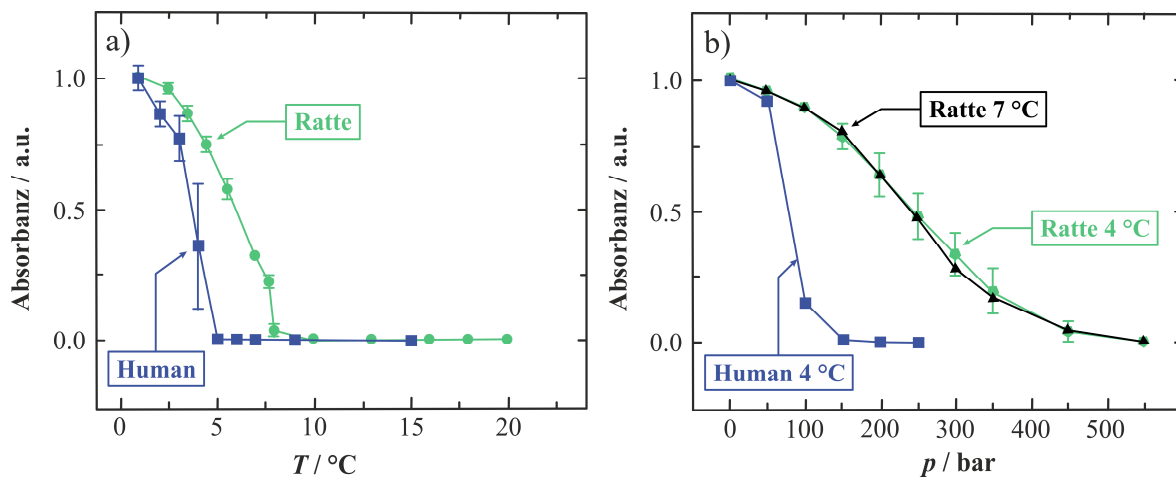 a)
Absorbanz / a.u.
1.0
0.5
0.0
Ratte
Human
0 5 10 15 20
T / °C
b)
Absorbanz / a.u.
1.0
0.5
0.0
Ratte 7 °C
Ratte 4 °C
Human 4 °C
0 100 200 300 400 500
p / bar